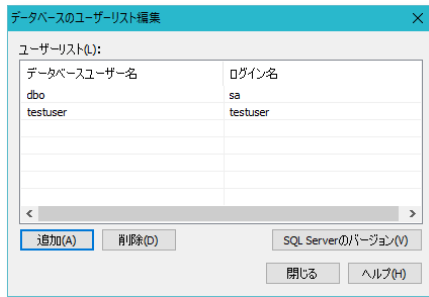 データベースのユーザーリスト編集
ユーザーリスト(L):
データベースユーザー名 ログイン名
dbo sa
testuser testuser
追加(A) 削除(D) SQL Serverのバージョン(V)
閉じる ヘルプ(H)